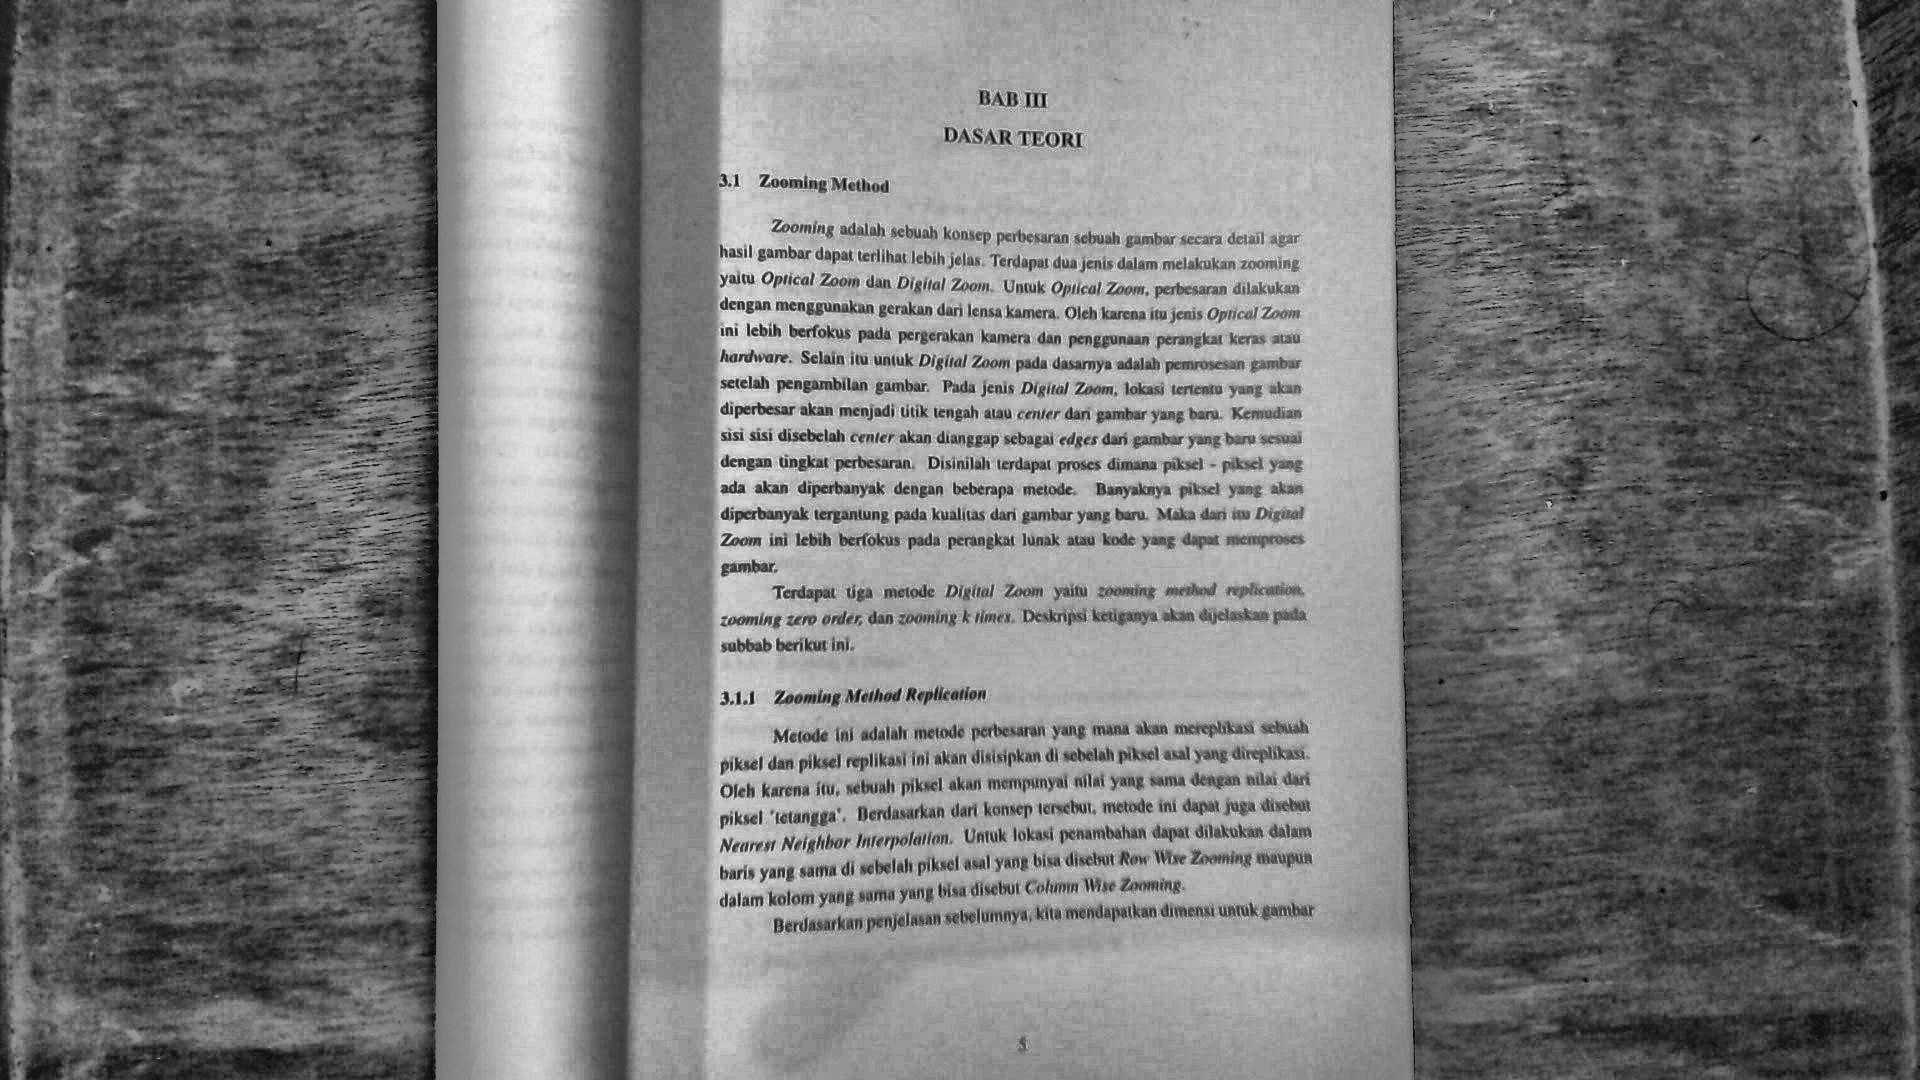 BAB III
DASAR TEORI
3.1 Zooming Method
Zooming adalah sebuah konsep perbesaran sebuah gambar secara detail agar
hasil gambar dapat terlihat lebih jelas. Terdapat dua jenis dalam melakukan zooming
yaitu Optical Zoom dan Digital Zoom. Untuk Optical Zoom, perbesaran dilakukan
dengan menggunakan gerakan dari lensa kamera. Oleh karena itu jenis Optical Zoom
ini lebih berfokus pada pergerakan kamera dan penggunaan perangkat keras atau
hardware. Selain itu untuk Digital Zoom pada dasarnya adalah pemrosesan gambar
setelah pengambilan gambar. Pada jenis Digital Zoom, lokasi tertentu yang akan
diperbesar akan menjadi titik tengah atau center dari gambar yang baru. Kemudian
sisi sisi disebelah center akan dianggap sebagai edges dari gambar yang baru sesuai
dengan tingkat perbesaran. Disinilah terdapat proses dimana piksel - piksel yang
ada akan diperbanyak dengan beberapa metode. Banyaknya piksel yang akan
diperbanyak tergantung pada kualitas dari gambar yang baru. Maka dari itu Digital
Zoom ini lebih berfokus pada perangkat lunak atau kode yang dapat memproses
gambar.
Terdapat tiga metode Digital Zoom yaitu zooming method replication,
zooming zero order, dan zooming k times. Deskripsi ketiganya akan dijelaskan pada
subbab berikut ini.
3.1.1 Zooming Method Replication
Metode ini adalah metode perbesaran yang mana akan mereplikasi sebuah
piksel dan piksel replikasi ini akan disisipkan di sebelah piksel asal yang direplikasi.
Oleh karena itu, sebuah piksel akan mempunyai nilai yang sama dengan nilai dari
piksel 'tetangga'. Berdasarkan dari konsep tersebut, metode ini dapat juga disebut
Nearest Neighbor Interpolation. Untuk lokasi penambahan dapat dilakukan dalam
baris yang sama di sebelah piksel asal yang bisa disebut Row Wise Zooming maupun
dalam kolom yang sama yang bisa disebut Column Wise Zooming.
Berdasarkan penjelasan sebelumnya, kita mendapatkan dimensi untuk gambar
5